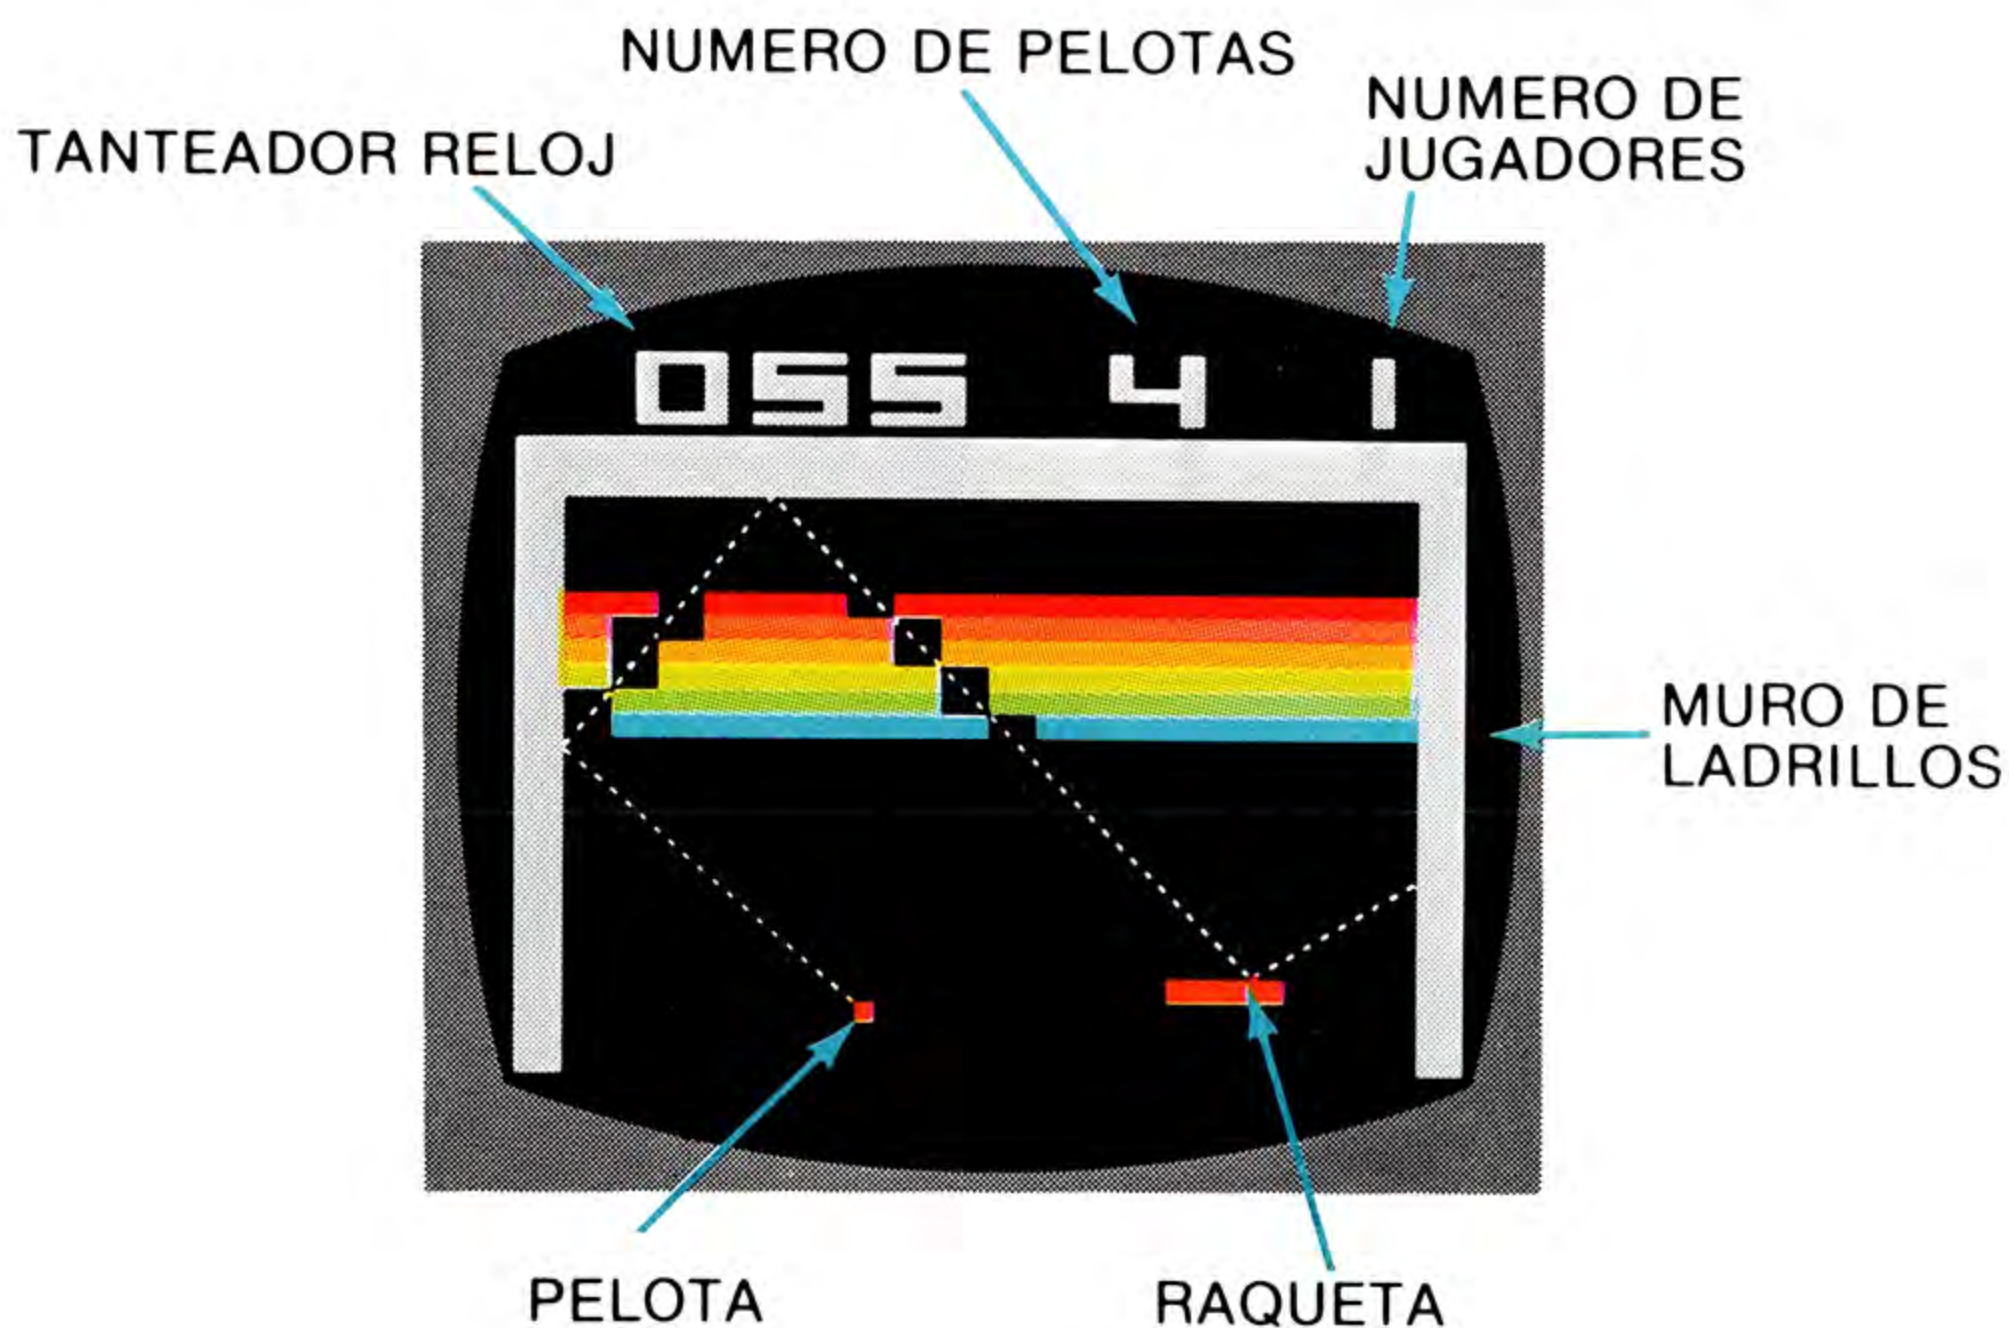 NUMERO DE PELOTAS
NUMERO DE
JUGADORES
TANTEADOR RELOJ
055 4 1
MURO DE
LADRILLOS
PELOTA
RAQUETA